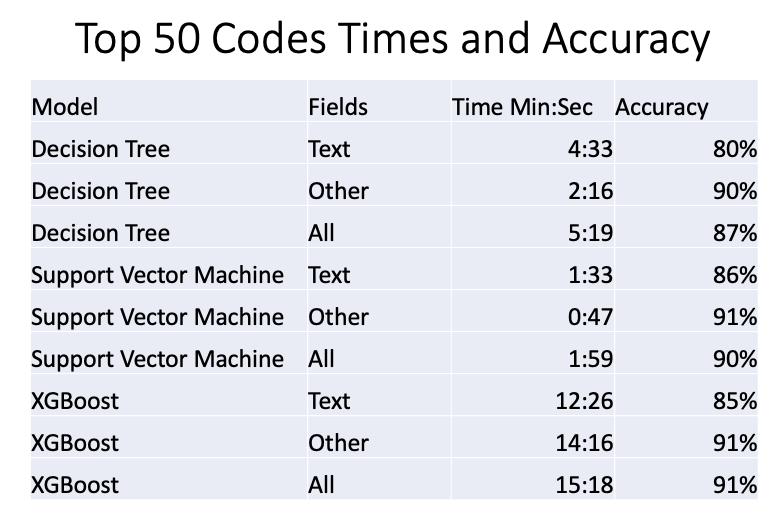 Top 50 Codes Times and Accuracy
Model Fields Time Min:Sec Accuracy
Decision Tree Text 4:33 80%
Decision Tree Other 2:16 90%
Decision Tree All 5:19 87%
Support Vector Machine Text 1:33 86%
Support Vector Machine Other 0:47 91%
Support Vector Machine All 1:59 90%
XGBoost Text 12:26 85%
XGBoost Other 14:16 91%
XGBoost All 15:18 91%